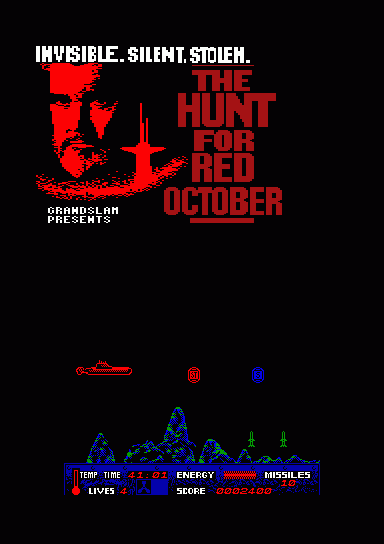 INVISIBLE. SILENT. STOLEN.
THE
HUNT
FOR
RED
OCTOBER
GRANDSLAM
PRESENTS
TEMP TIME 41:01 ENERGY MISSILES
10
LIVES 4 SCORE 0002400